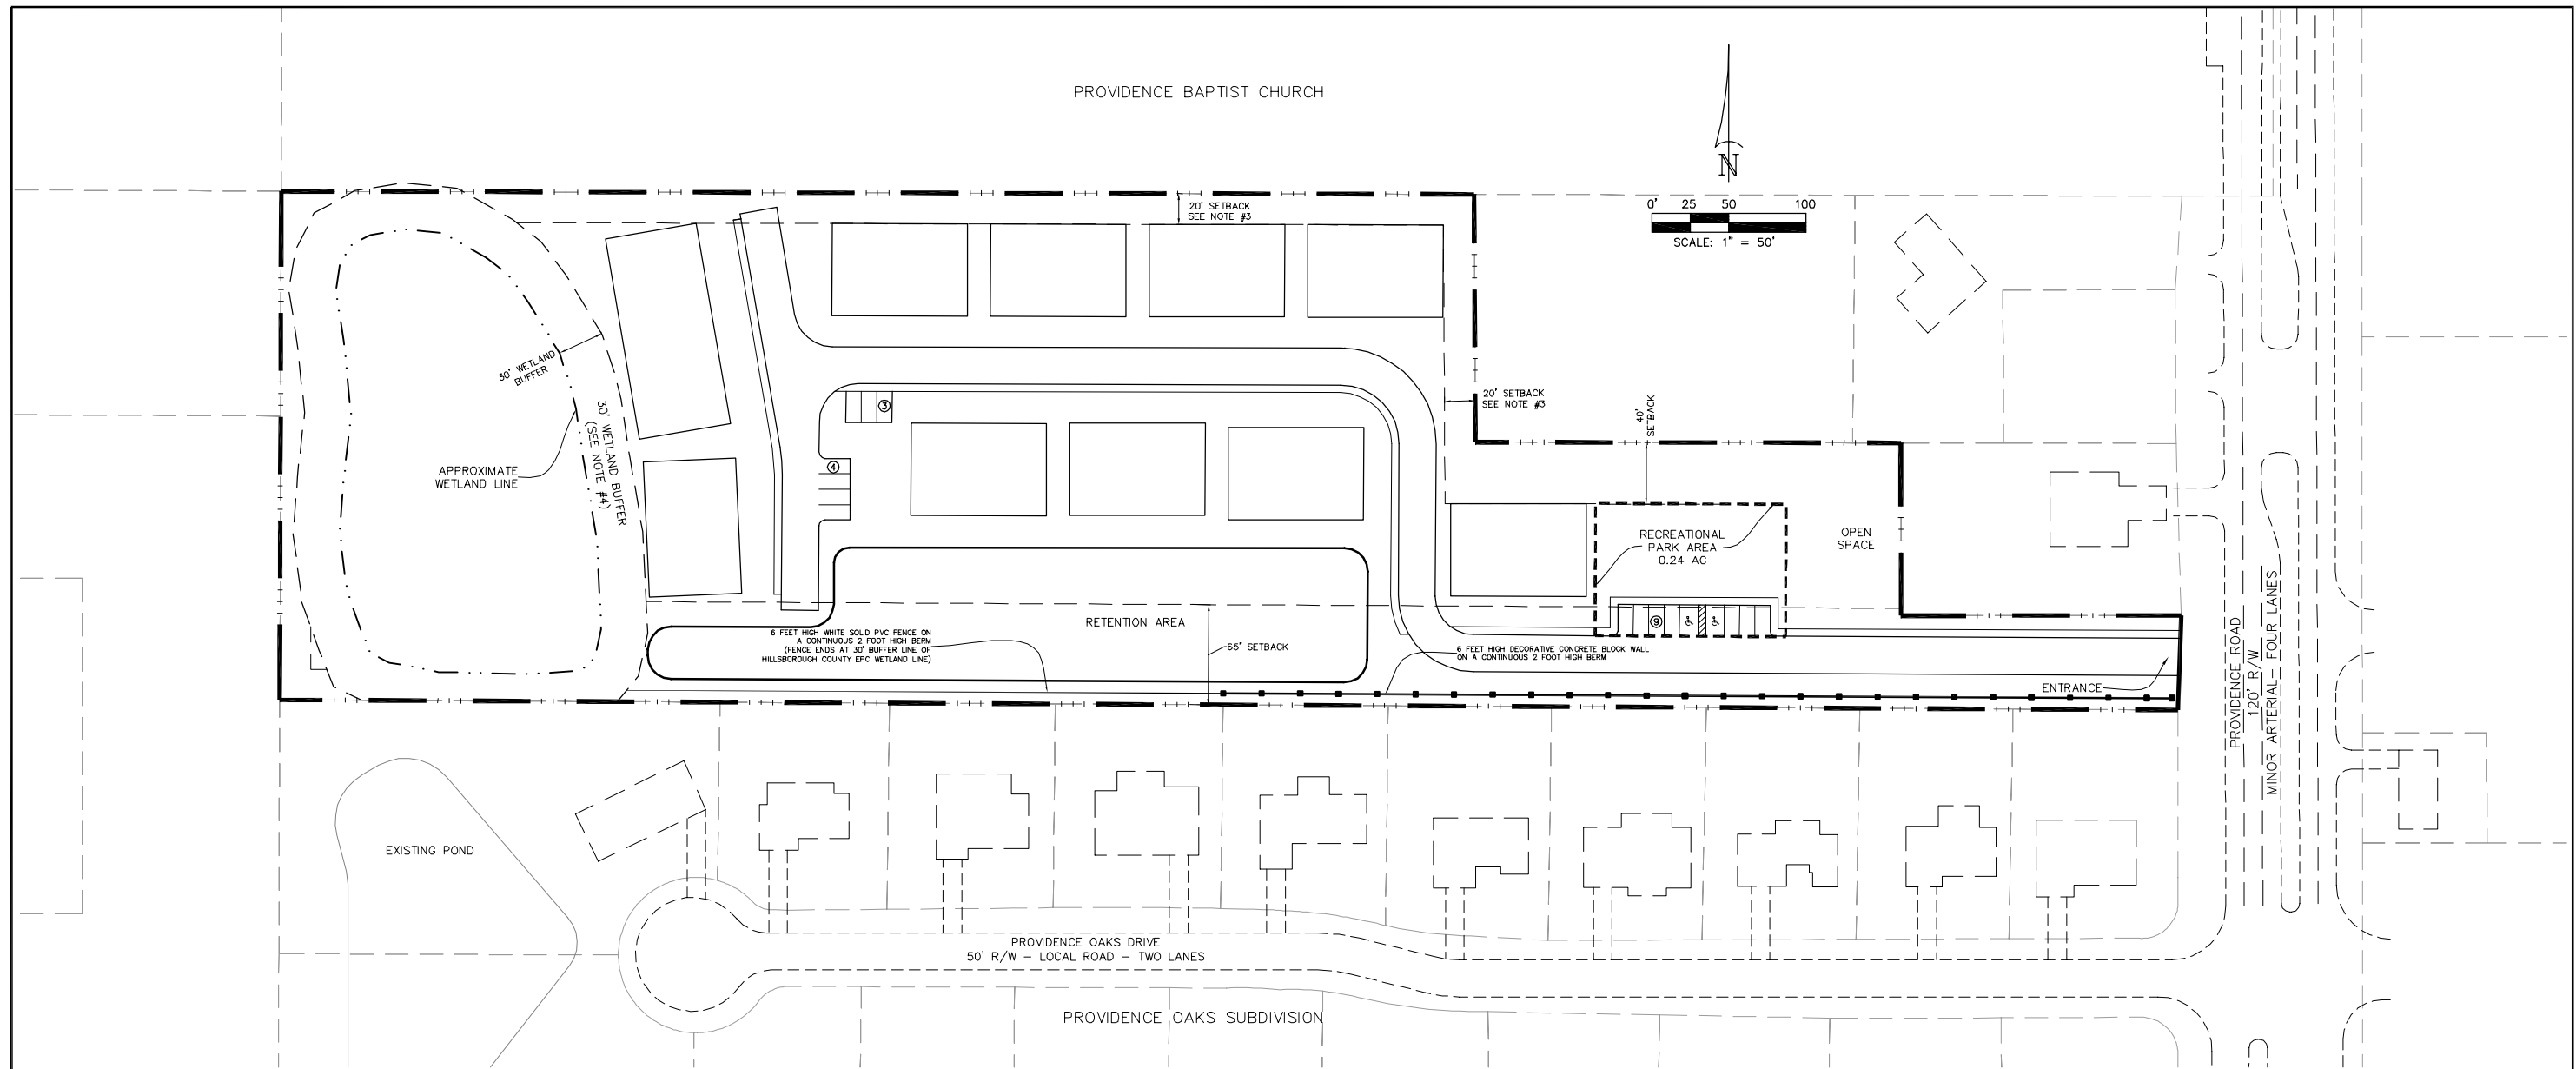 PROVIDENCE BAPTIST CHURCH
N
0' 25 50 100
SCALE: 1" = 50'
20' SETBACK
SEE NOTE #3
30' WETLAND
BUFFER
30' WETLAND BUFFER
(SEE NOTE #4)
APPROXIMATE
WETLAND LINE
3
4
20' SETBACK
SEE NOTE #3
40'
SETBACK
RECREATIONAL
PARK AREA
0.24 AC
OPEN
SPACE
9
RETENTION AREA
65' SETBACK
6 FEET HIGH WHITE SOLID PVC FENCE ON
A CONTINUOUS 2 FOOT HIGH BERM
(FENCE ENDS AT 30' BUFFER LINE OF
HILLSBOROUGH COUNTY EPC WETLAND LINE)
6 FEET HIGH DECORATIVE CONCRETE BLOCK WALL
ON A CONTINUOUS 2 FOOT HIGH BERM
ENTRANCE
PROVIDENCE ROAD
120' R/W
MINOR ARTERIAL- FOUR LANES
EXISTING POND
PROVIDENCE OAKS DRIVE
50' R/W - LOCAL ROAD - TWO LANES
PROVIDENCE OAKS SUBDIVISION